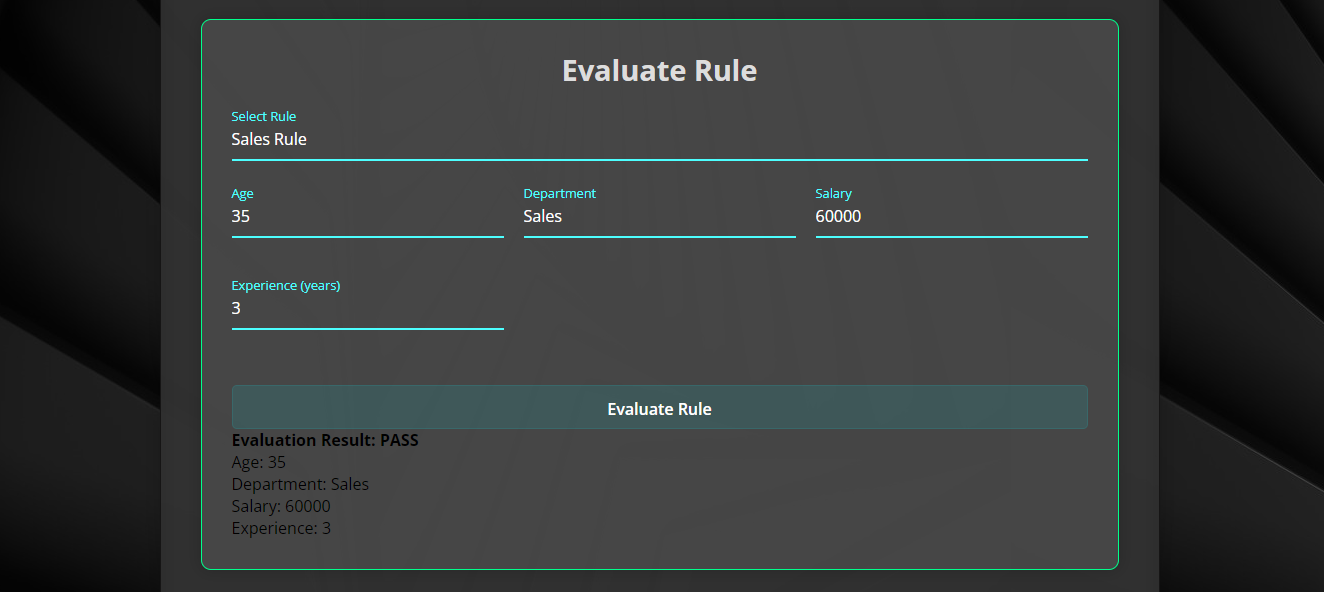 Evaluate Rule
Select Rule
Sales Rule
Age Department Salary
35 Sales 60000
Experience (years)
3
Evaluate Rule
Evaluation Result: PASS
Age: 35
Department: Sales
Salary: 60000
Experience: 3